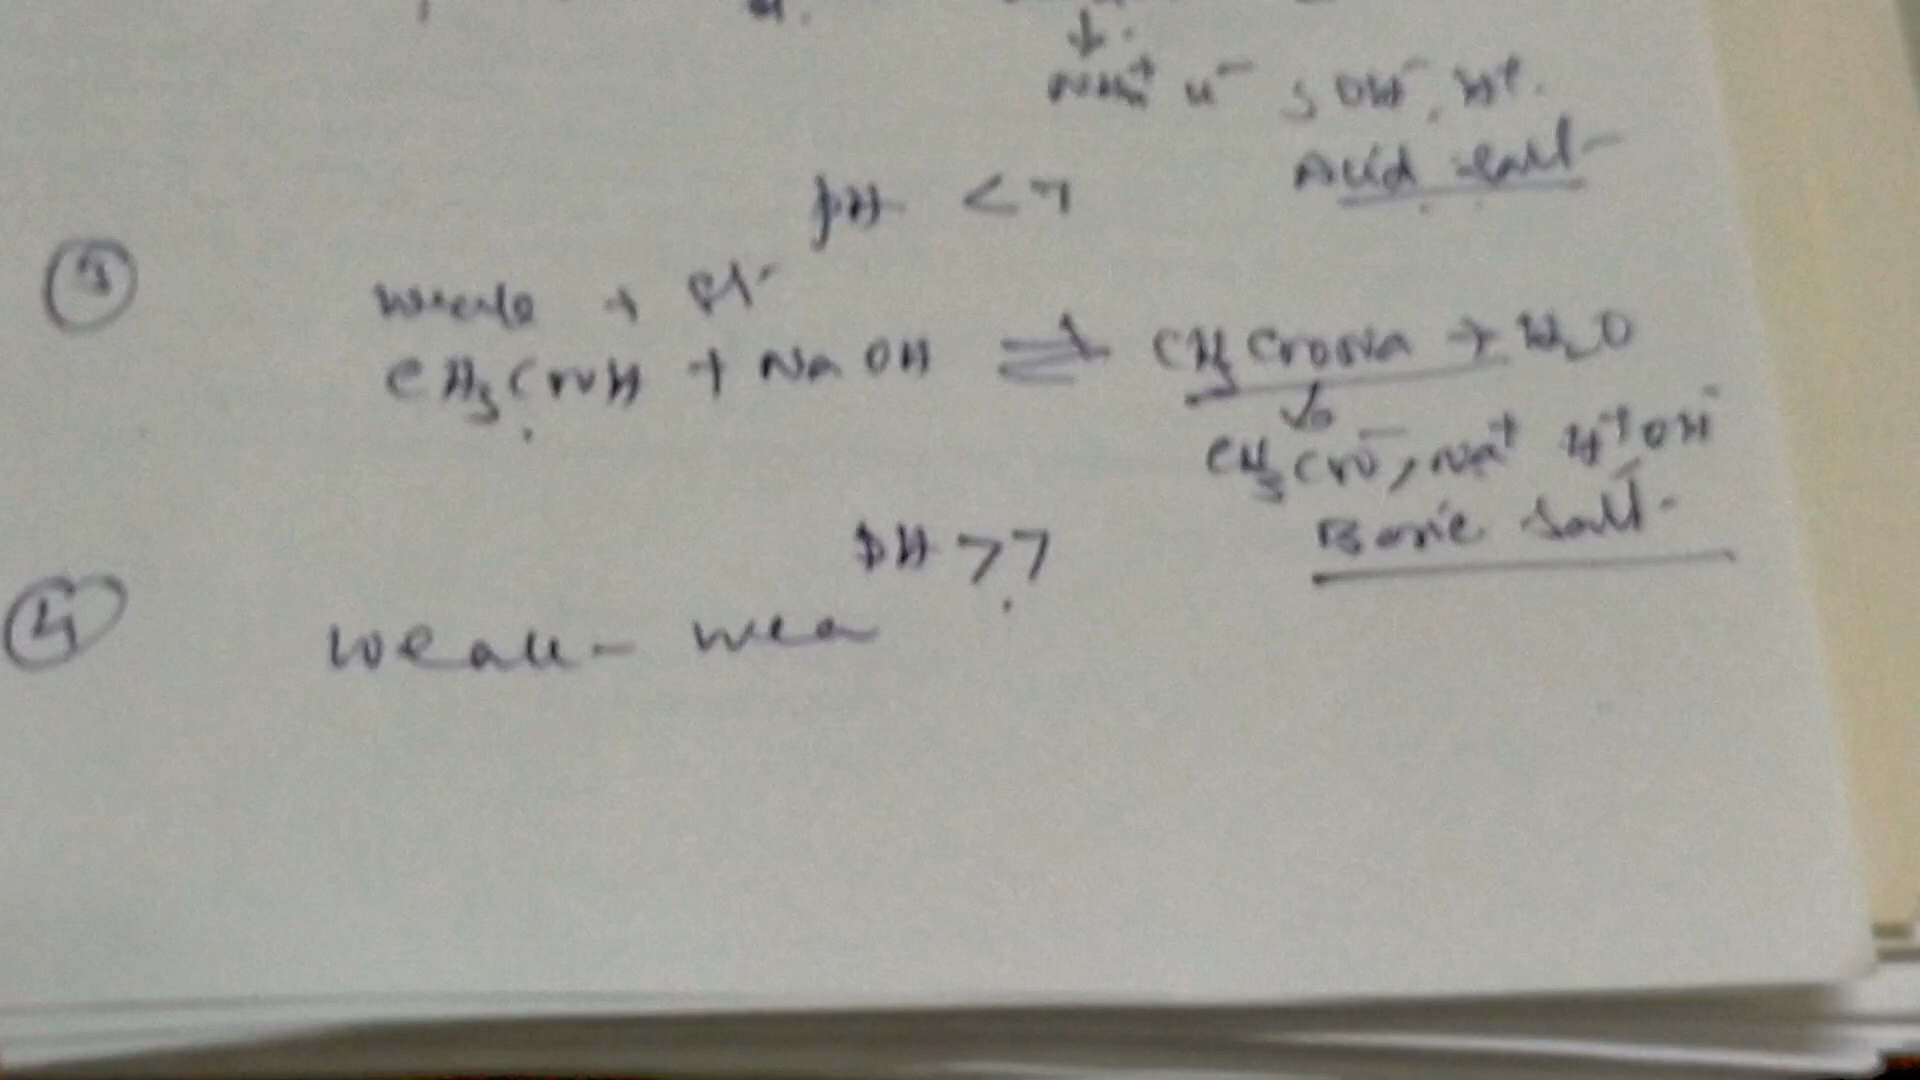 NH₄⁺ Cl⁻ , OH⁻, H⁺.
Acid salt
pH < 7
③ weak + st.
CH₃COOH + NaOH ⇌ CH₃COONa + H₂O
↓
CH₃COO⁻, Na⁺ H⁺ OH⁻
Basic salt.
pH > 7
④ weak - wea